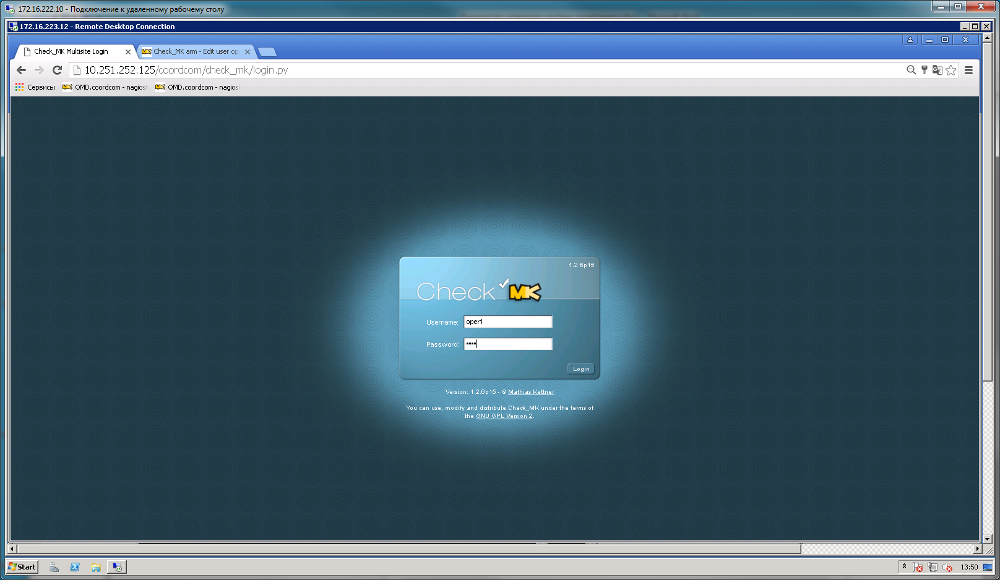 172.16.222.10 - Подключение к удаленному рабочему столу
172.16.223.12 - Remote Desktop Connection
Check_MK Multisite Login
Check_MK arm - Edit user op
10.251.252.125/coordcom/check_mk/login.py
Сервисы
OMD.coordcom - nagios
OMD.coordcom - nagios
1.2.6p15
Check MK
Username: oper1
Password: ••••
Login
Version: 1.2.6p15 - © Mathias Kettner
You can use, modify and distribute Check_MK under the terms of
the GNU GPL Version 2.
Start
13:50